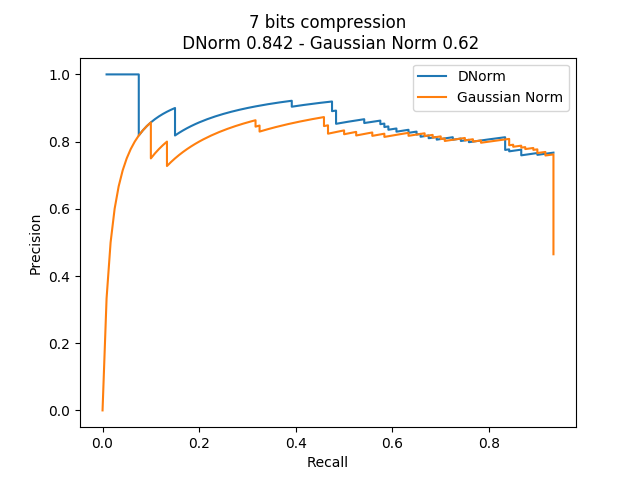 7 bits compression
DNorm 0.842 - Gaussian Norm 0.62
DNorm
Gaussian Norm
1.0
0.8
0.6
0.4
0.2
0.0
Precision
0.0 0.2 0.4 0.6 0.8
Recall